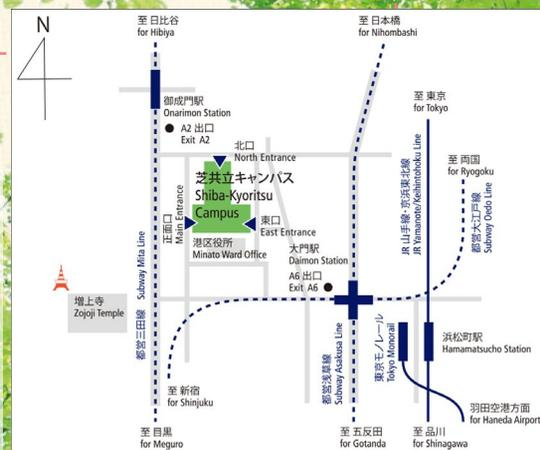 N
至 日比谷
for Hibiya
至 日本橋
for Nihombashi
御成門駅
Onarimon Station
A2 出口
Exit A2
至 東京
for Tokyo
北口
North Entrance
至 両国
for Ryogoku
芝共立キャンパス
Shiba-Kyoritsu
Campus
正面口
Main Entrance
東口
East Entrance
港区役所
Minato Ward Office
大門駅
Daimon Station
A6 出口
Exit A6
JR 山手線・京浜東北線
JR Yamanote/Keihintohoku Line
都営大江戸線
Subway Oedo Line
増上寺
Zojoji Temple
都営三田線 Subway Mita Line
都営浅草線
Subway Asakusa Line
東京モノレール
Tokyo Monorail
浜松町駅
Hamamatsucho Station
至 新宿
for Shinjuku
羽田空港方面
for Haneda Airport
至 目黒
for Meguro
至 五反田
for Gotanda
至 品川
for Shinagawa